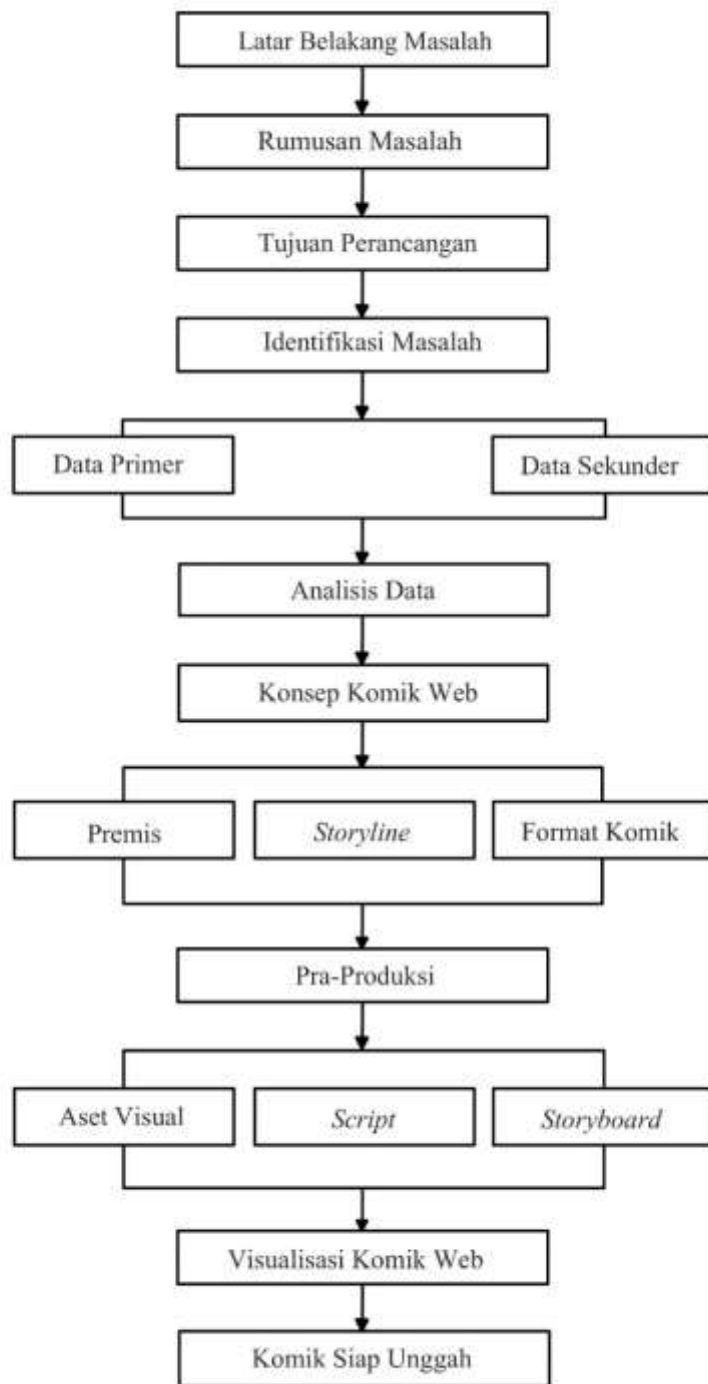 Latar Belakang Masalah
Rumusan Masalah
Tujuan Perancangan
Identifikasi Masalah
Data Primer
Data Sekunder
Analisis Data
Konsep Komik Web
Premis
Storyline
Format Komik
Pra-Produksi
Aset Visual
Script
Storyboard
Visualisasi Komik Web
Komik Siap Unggah